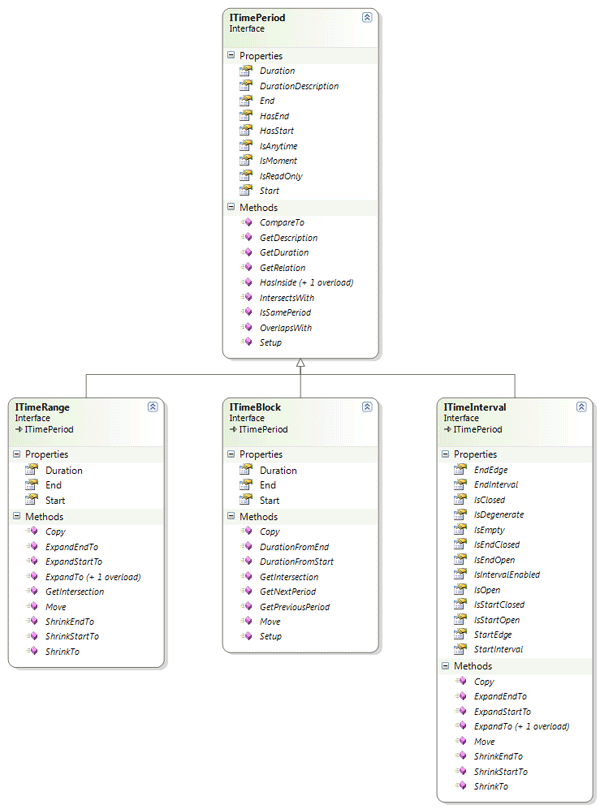 ITimePeriod
Interface
Properties
Duration
DurationDescription
End
HasEnd
HasStart
IsAnytime
IsMoment
IsReadOnly
Start
Methods
CompareTo
GetDescription
GetDuration
GetRelation
HasInside (+ 1 overload)
IntersectsWith
IsSamePeriod
OverlapsWith
Setup
ITimeRange
Interface
ITimePeriod
Properties
Duration
End
Start
Methods
Copy
ExpandEndTo
ExpandStartTo
ExpandTo (+ 1 overload)
GetIntersection
Move
ShrinkEndTo
ShrinkStartTo
ShrinkTo
ITimeBlock
Interface
ITimePeriod
Properties
Duration
End
Start
Methods
Copy
DurationFromEnd
DurationFromStart
GetIntersection
GetNextPeriod
GetPreviousPeriod
Move
Setup
ITimeInterval
Interface
ITimePeriod
Properties
EndEdge
EndInterval
IsClosed
IsDegenerate
IsEmpty
IsEndClosed
IsEndOpen
IsIntervalEnabled
IsOpen
IsStartClosed
IsStartOpen
StartEdge
StartInterval
Methods
Copy
ExpandEndTo
ExpandStartTo
ExpandTo (+ 1 overload)
Move
ShrinkEndTo
ShrinkStartTo
ShrinkTo